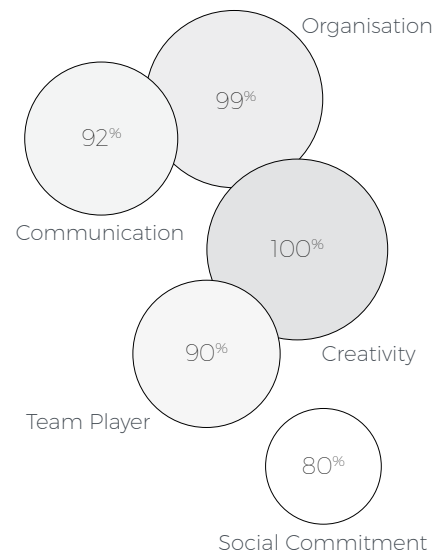 Organisation
99%
92%
Communication
100%
Creativity
90%
Team Player
80%
Social Commitment